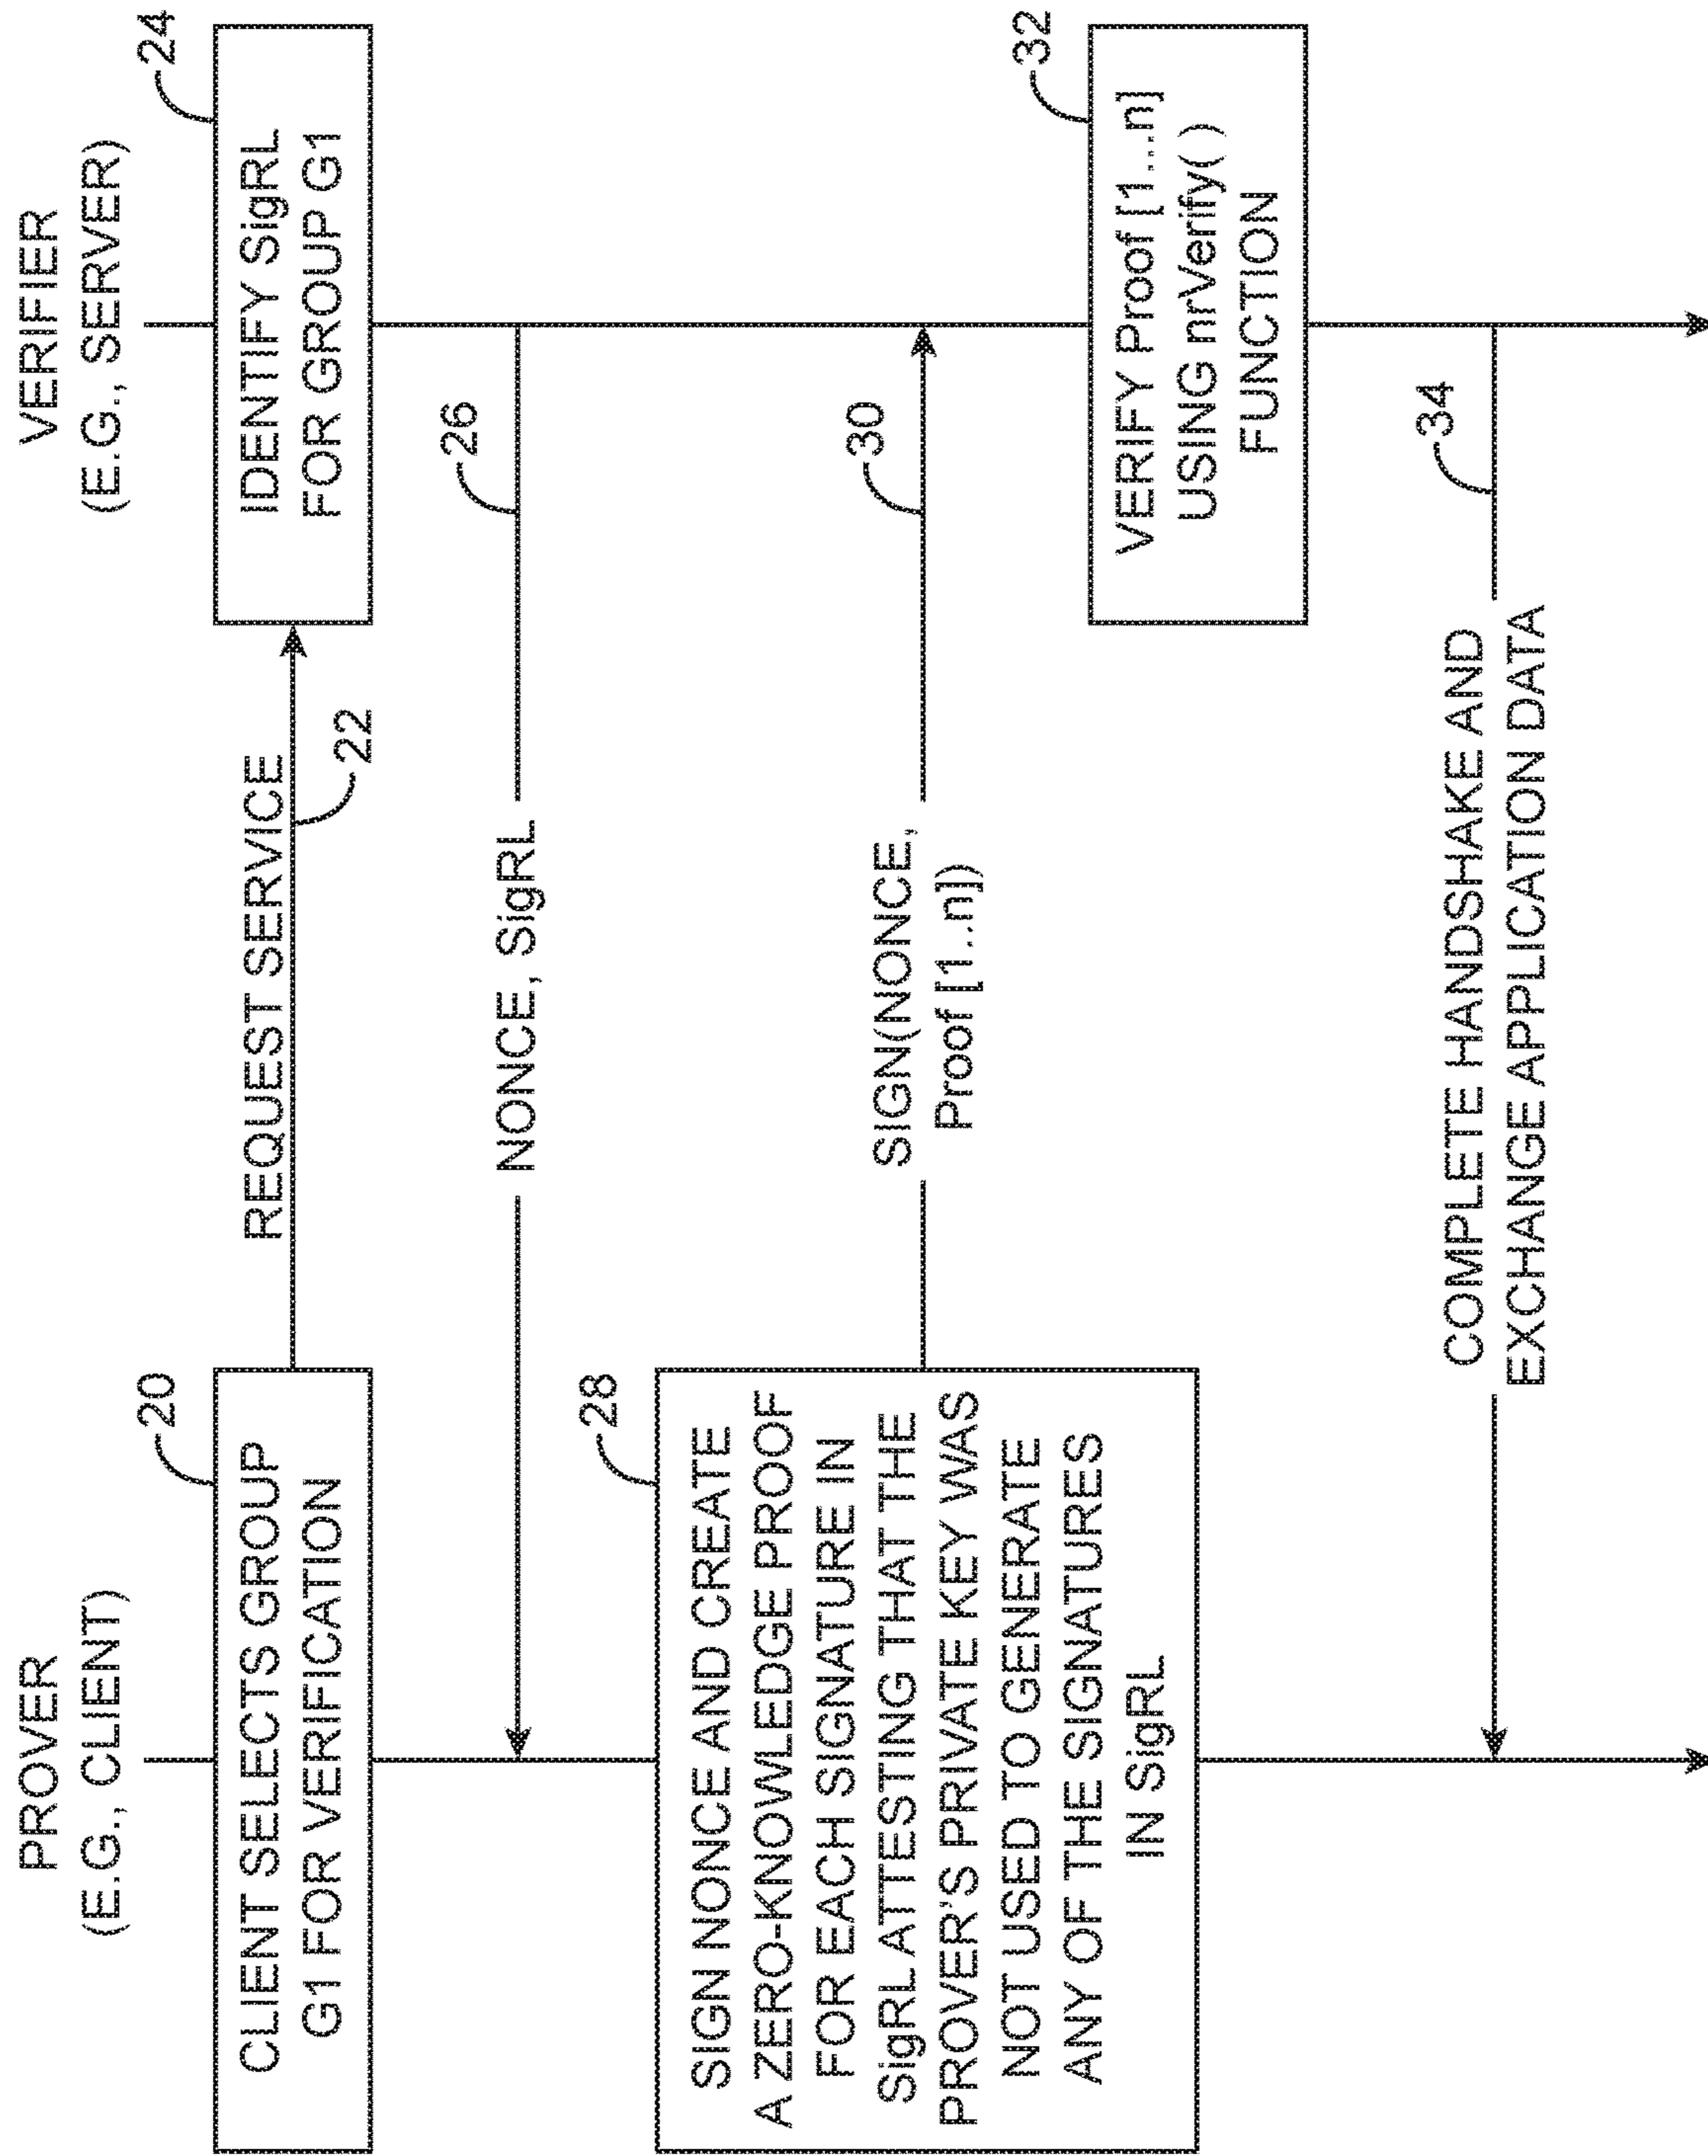 PROVER
(E.G., CLIENT)
VERIFIER
(E.G., SERVER)
20
CLIENT SELECTS GROUP
G1 FOR VERIFICATION
REQUEST SERVICE
22
24
IDENTIFY SigRL
FOR GROUP G1
26
NONCE, SigRL
28
SIGN NONCE AND CREATE
A ZERO-KNOWLEDGE PROOF
FOR EACH SIGNATURE IN
SigRL ATTESTING THAT THE
PROVER'S PRIVATE KEY WAS
NOT USED TO GENERATE
ANY OF THE SIGNATURES
IN SigRL
30
SIGN(NONCE,
Proof [1..n])
32
VERIFY Proof [1...n]
USING nrVerify( )
FUNCTION
34
COMPLETE HANDSHAKE AND
EXCHANGE APPLICATION DATA